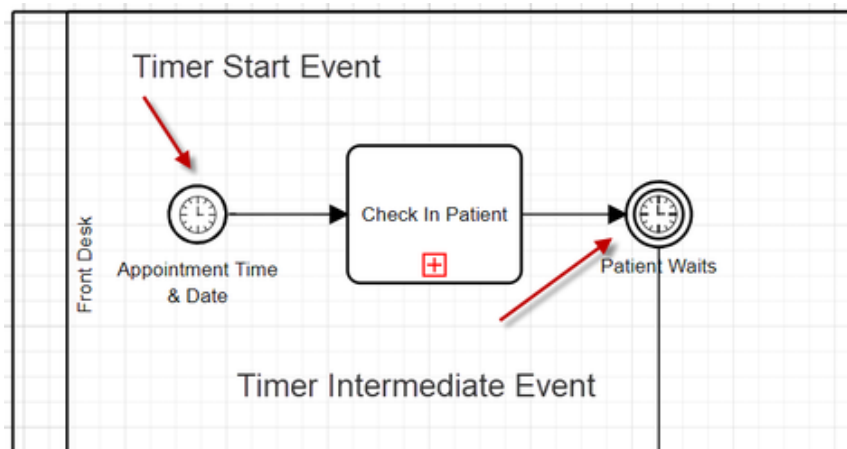 Timer Start Event
Front Desk
Check In Patient
Appointment Time
& Date
Patient Waits
Timer Intermediate Event